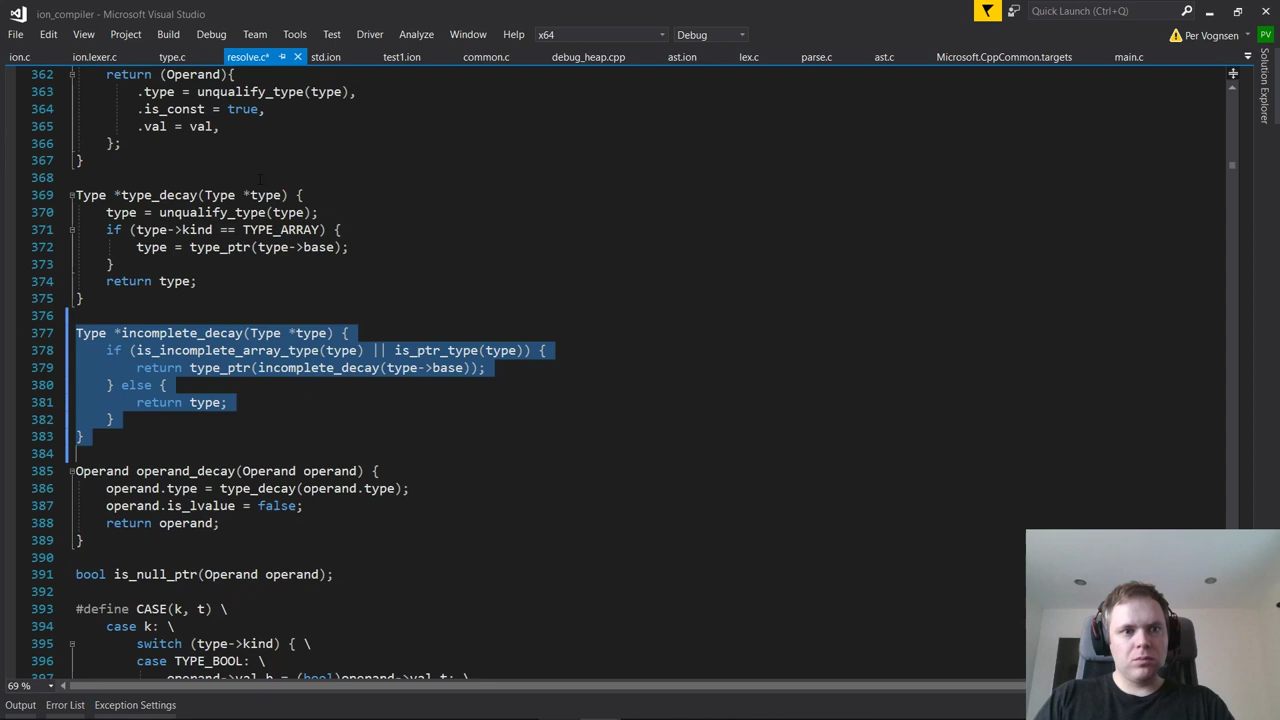 ion_compiler - Microsoft Visual Studio
Quick Launch (Ctrl+Q)
File Edit View Project Build Debug Team Tools Test Driver Analyze Window Help x64 Debug Per Vognsen PV
ion.c ion.lexer.c type.c resolve.c* std.ion test1.ion common.c debug_heap.cpp ast.ion lex.c parse.c ast.c Microsoft.CppCommon.targets main.c
Solution Explorer
362 return (Operand){
363 .type = unqualify_type(type),
364 .is_const = true,
365 .val = val,
366 };
367 }
368
369 Type *type_decay(Type *type) {
370 type = unqualify_type(type);
371 if (type->kind == TYPE_ARRAY) {
372 type = type_ptr(type->base);
373 }
374 return type;
375 }
376
377 Type *incomplete_decay(Type *type) {
378 if (is_incomplete_array_type(type) || is_ptr_type(type)) {
379 return type_ptr(incomplete_decay(type->base));
380 } else {
381 return type;
382 }
383 }
384
385 Operand operand_decay(Operand operand) {
386 operand.type = type_decay(operand.type);
387 operand.is_lvalue = false;
388 return operand;
389 }
390
391 bool is_null_ptr(Operand operand);
392
393 #define CASE(k, t) \
394 case k: \
395 switch (type->kind) { \
396 case TYPE_BOOL: \
397 operand->val.b = (bool)operand->val.t; \
69 %
Output Error List Exception Settings